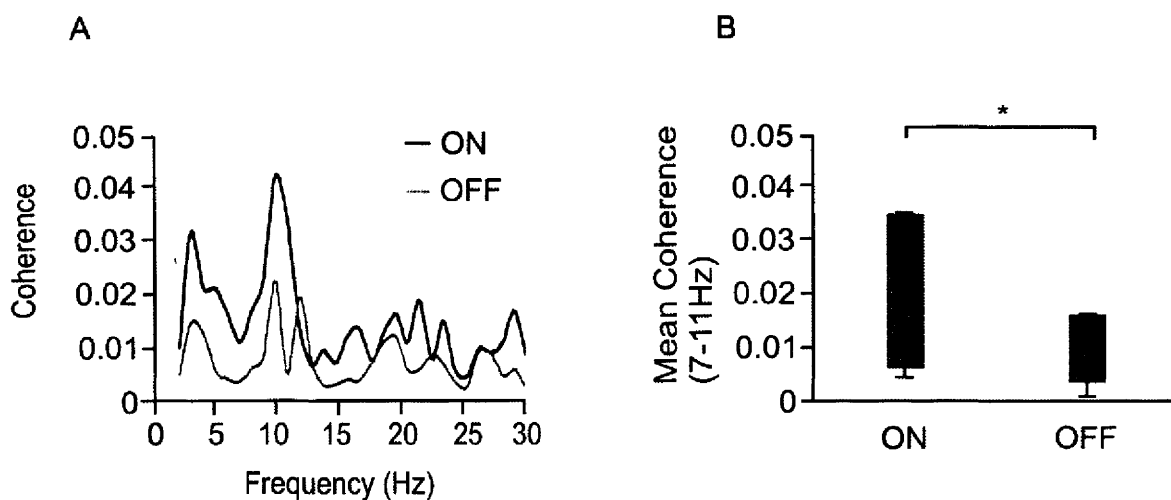 A
0.05
0.04
0.03
0.02
0.01
0
Coherence
ON
OFF
0 5 10 15 20 25 30
Frequency (Hz)
B
*
0.05
0.04
0.03
0.02
0.01
0
Mean Coherence
(7-11Hz)
ON OFF